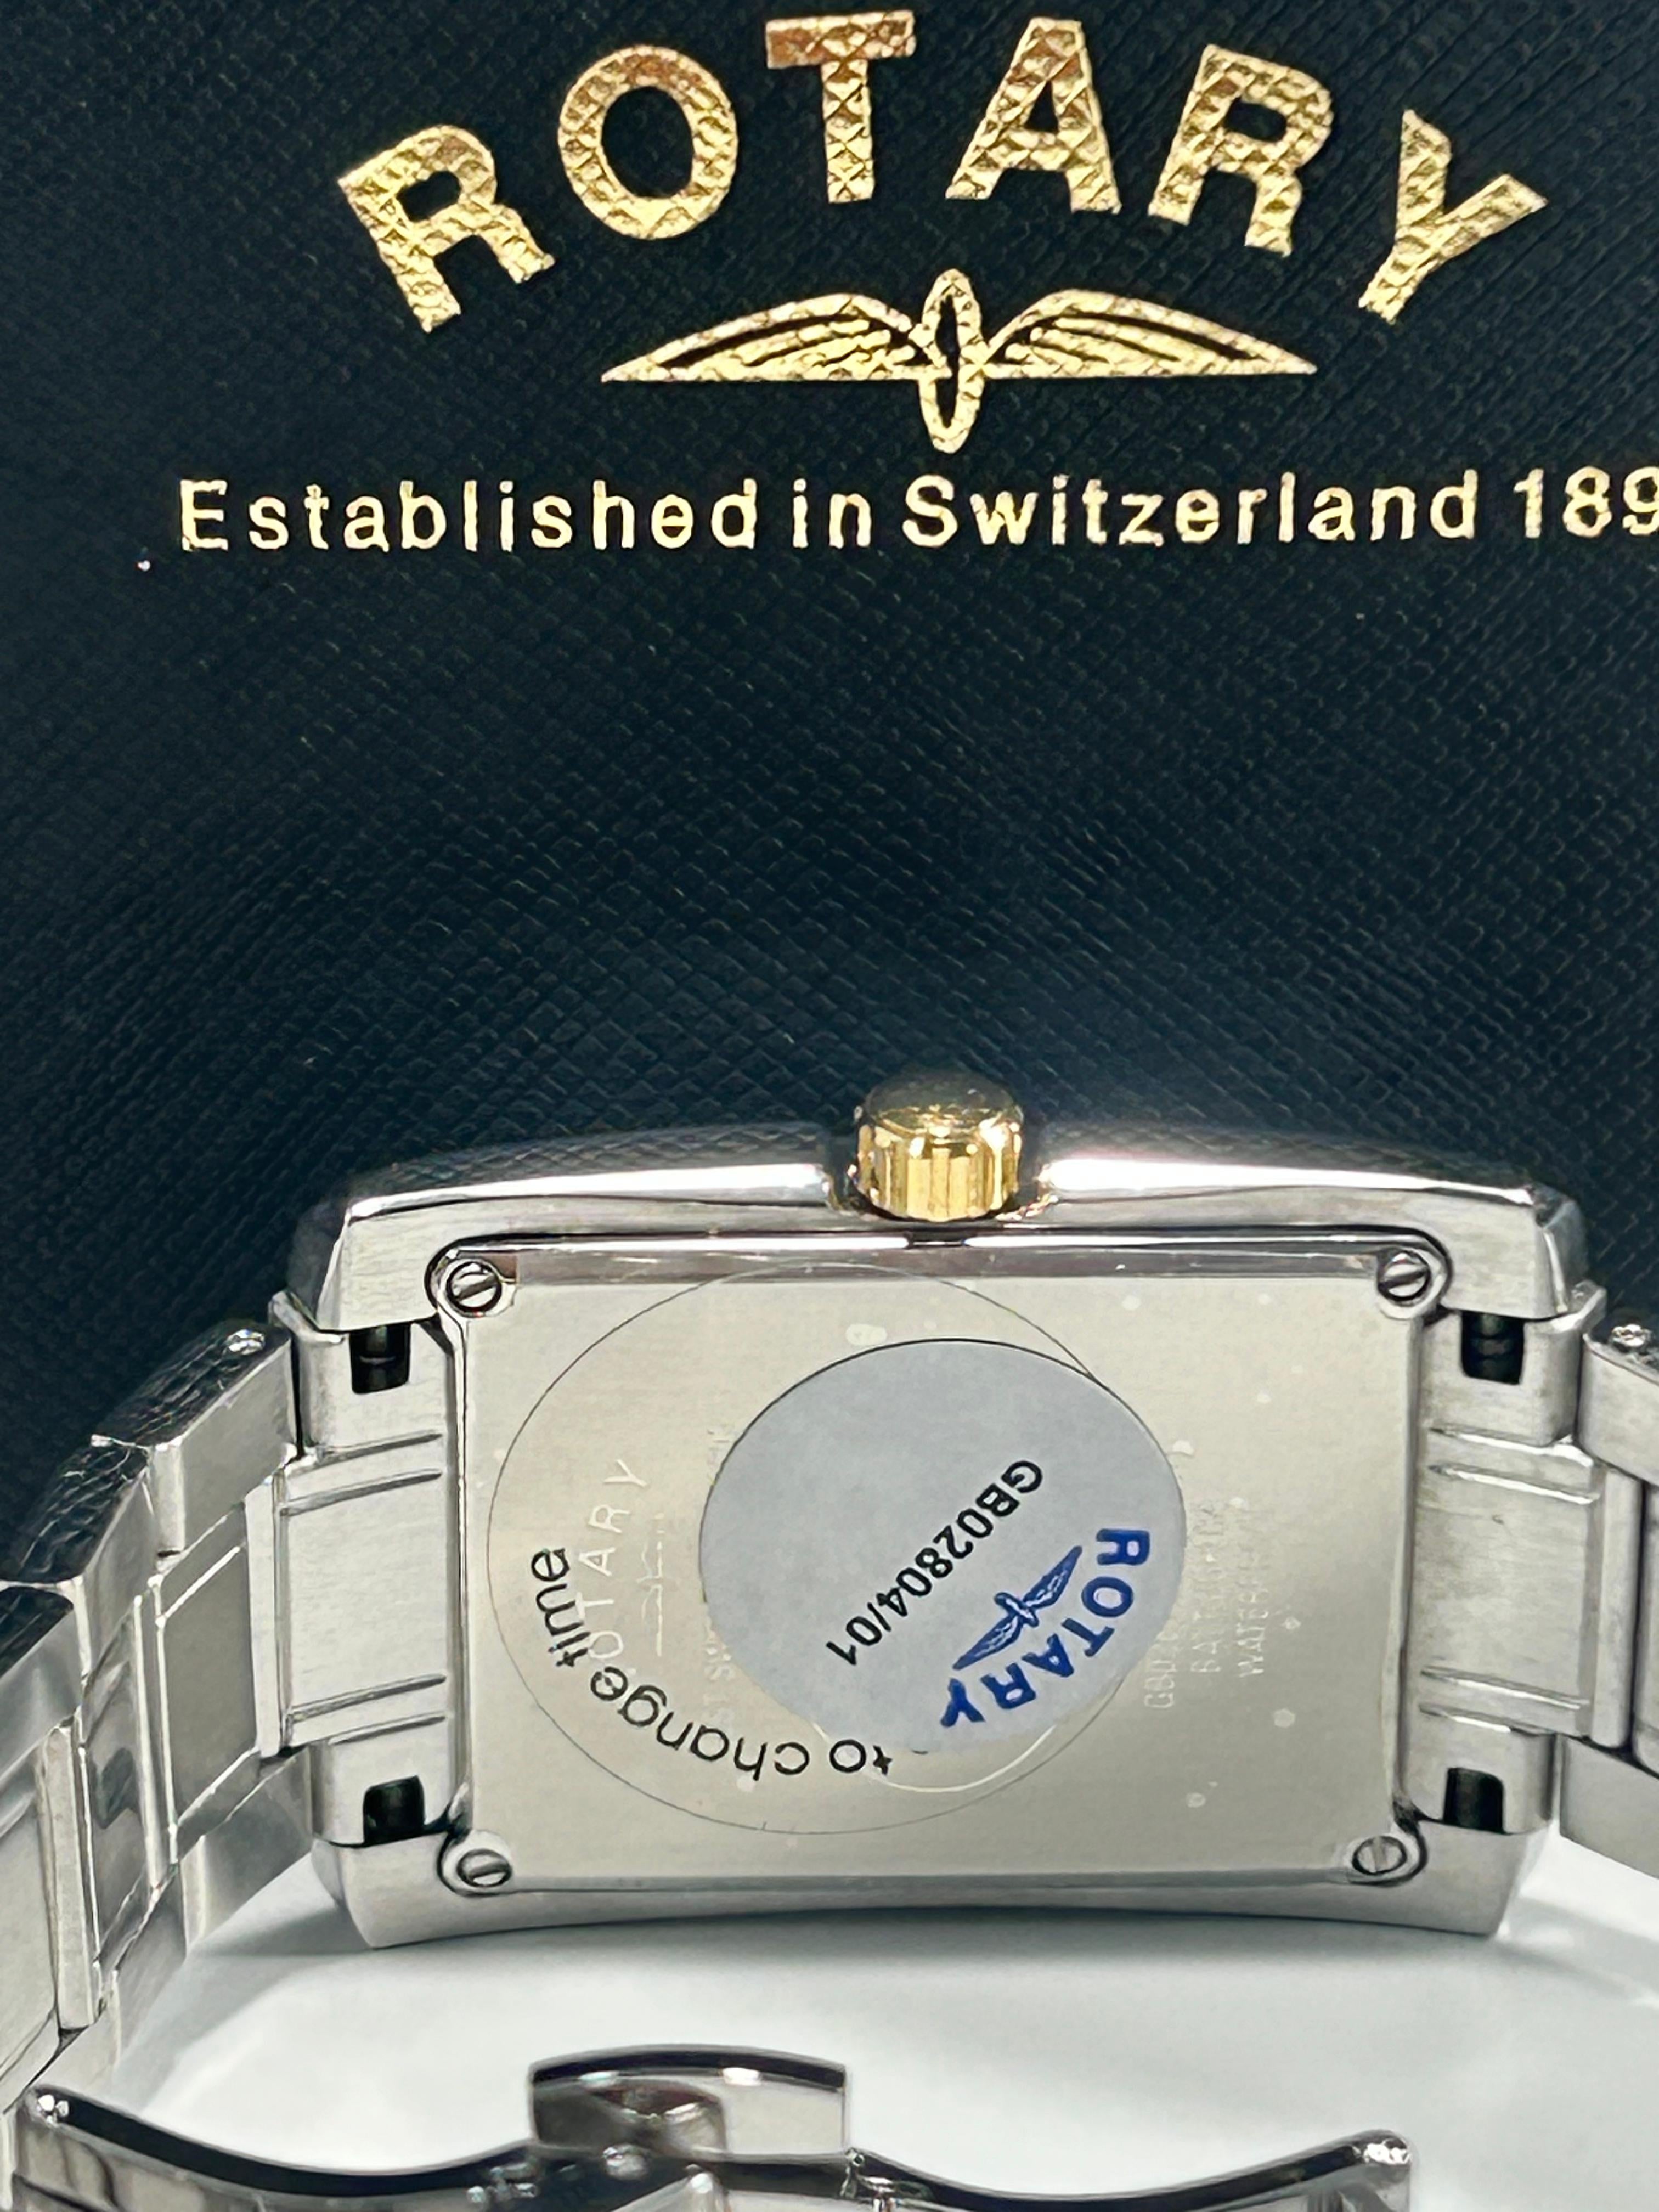 ROTARY
Established in Switzerland 189
ROTARY
GB02804/01
to change time
ROTARY